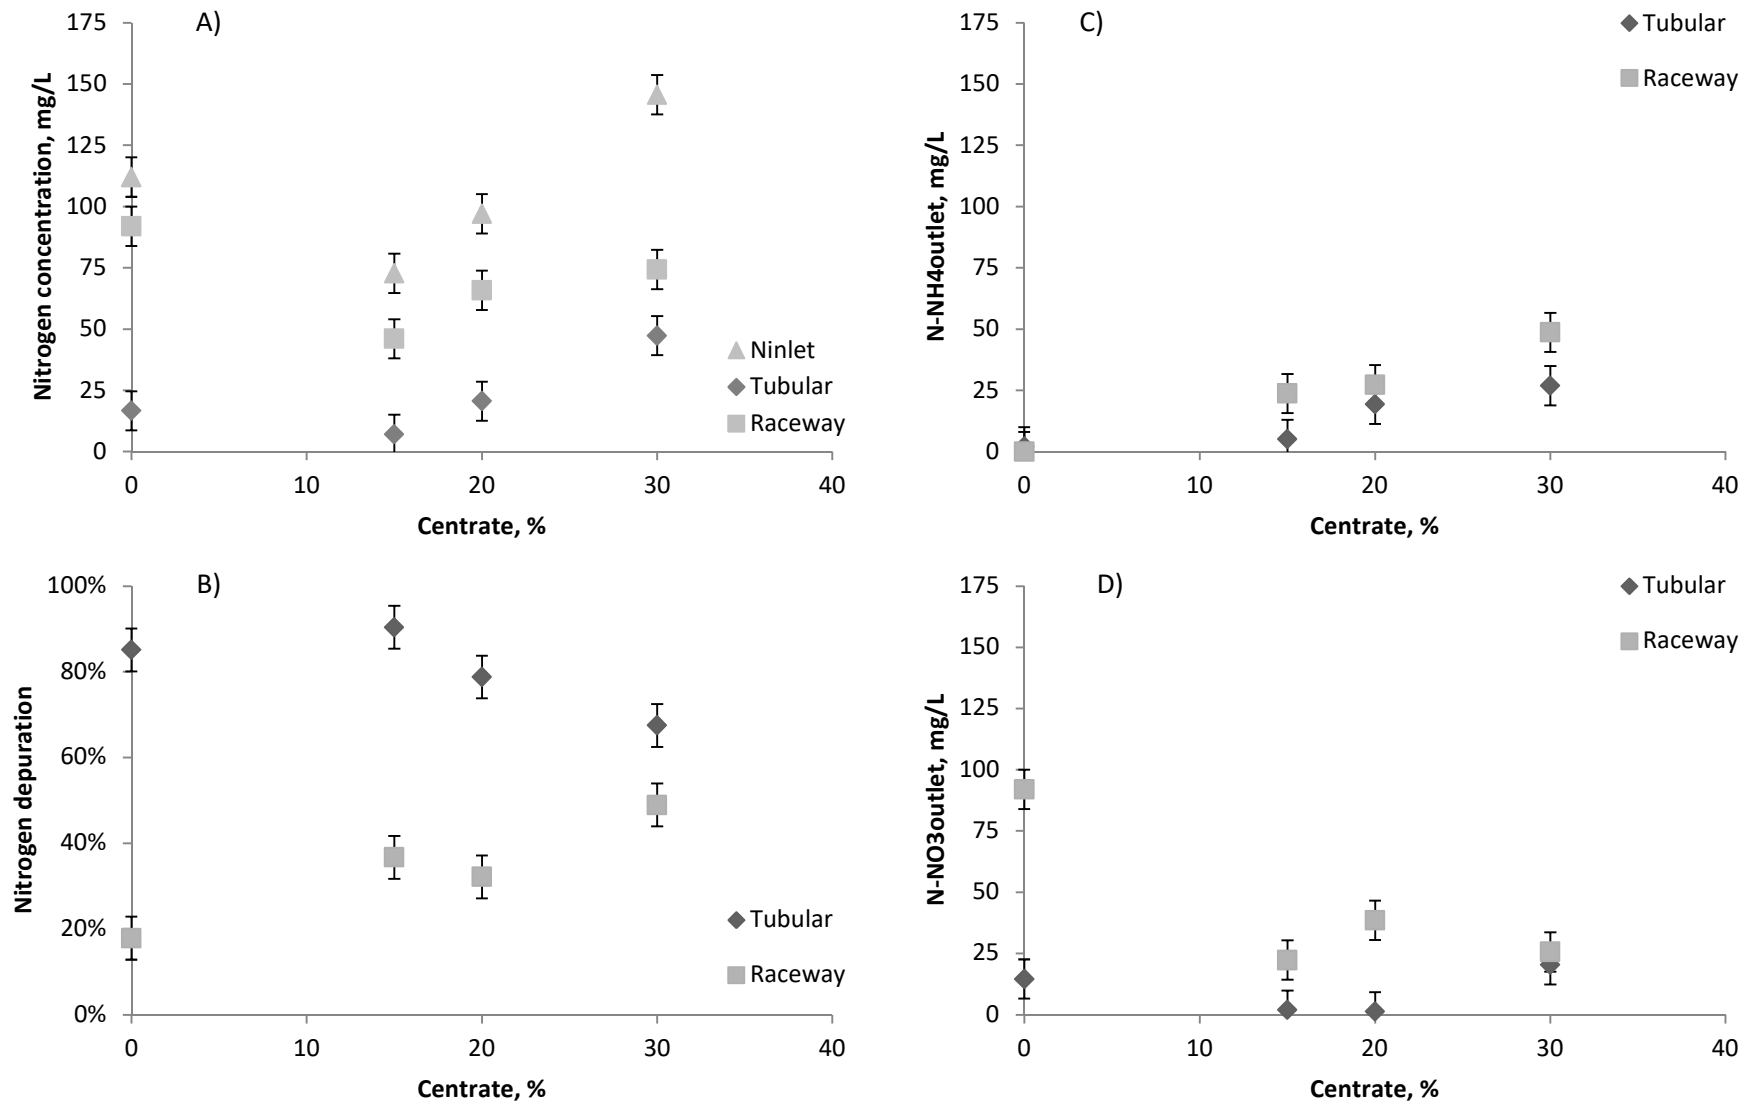 A)
Nitrogen concentration, mg/L
175
150
125
100
75
50
25
0
0 10 20 30 40
Centrate, %
Ninlet
Tubular
Raceway
C)
N-NH4outlet, mg/L
175
150
125
100
75
50
25
0
0 10 20 30 40
Centrate, %
Tubular
Raceway
B)
Nitrogen depuration
100%
80%
60%
40%
20%
0%
0 10 20 30 40
Centrate, %
Tubular
Raceway
D)
N-NO3outlet, mg/L
175
150
125
100
75
50
25
0
0 10 20 30 40
Centrate, %
Tubular
Raceway